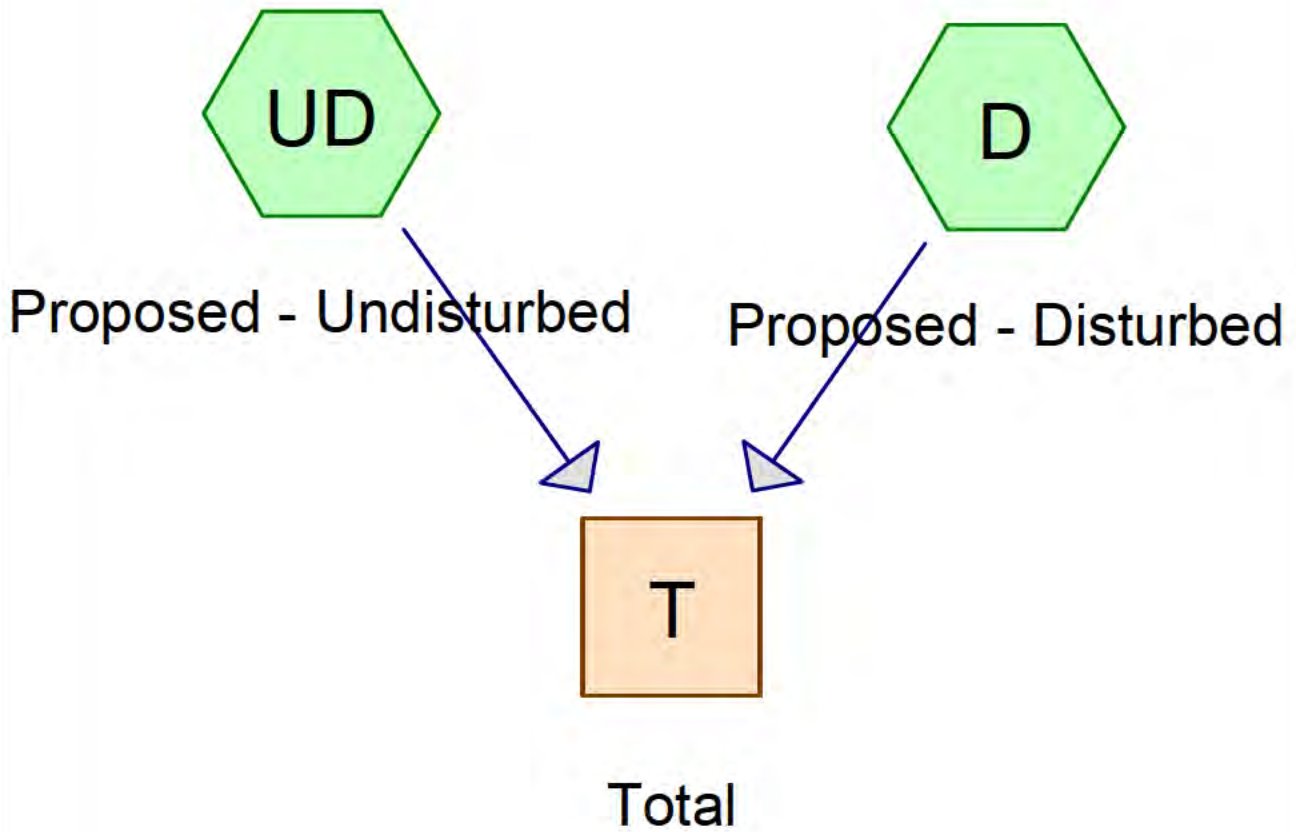 UD
D
Proposed - Undisturbed
Proposed - Disturbed
T
Total